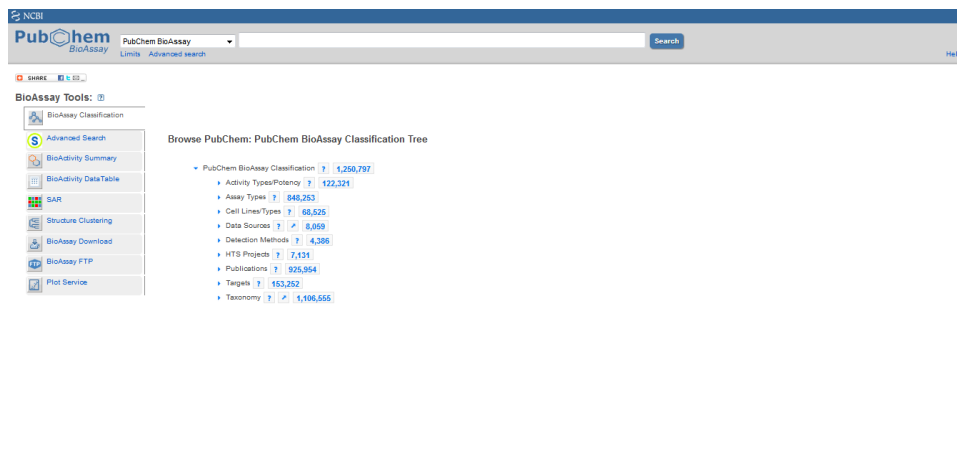 NCBI
PubChem
BioAssay
PubChem BioAssay
Search
Limits Advanced search
Hel
SHARE
BioAssay Tools: ?
BioAssay Classification
Advanced Search
BioActivity Summary
BioActivity DataTable
SAR
Structure Clustering
BioAssay Download
BioAssay FTP
Plot Service
Browse PubChem: PubChem BioAssay Classification Tree
PubChem BioAssay Classification ? 1,250,797
Activity Types/Potency ? 122,321
Assay Types ? 848,253
Cell Lines/Types ? 68,525
Data Sources ? 8,059
Detection Methods ? 4,386
HTS Projects ? 7,131
Publications ? 925,954
Targets ? 153,252
Taxonomy ? 1,106,555